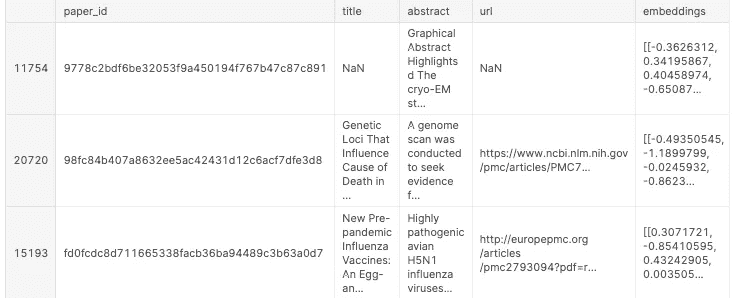 paper_id title abstract url embeddings
11754 9778c2bdf6be32053f9a450194f767b47c87c891 NaN Graphical Abstract Highlights d The cryo-EM st... NaN [[-0.3626312, 0.34195867, 0.40458974, -0.65087...
20720 98fc84b407a8632ee5ac42431d12c6acf7dfe3d8 Genetic Loci That Influence Cause of Death in ... A genome scan was conducted to seek evidence f... https://www.ncbi.nlm.nih.gov/pmc/articles/PMC7... [[-0.49350545, -1.1899799, -0.0245932, -0.8623...
15193 fd0fcdc8d711665338facb36ba94489c3b63a0d7 New Pre-pandemic Influenza Vaccines: An Egg-an... Highly pathogenic avian H5N1 influenza viruses... http://europepmc.org/articles/pmc2793094?pdf=r... [[0.3071721, -0.85410595, 0.43242905, 0.003505...